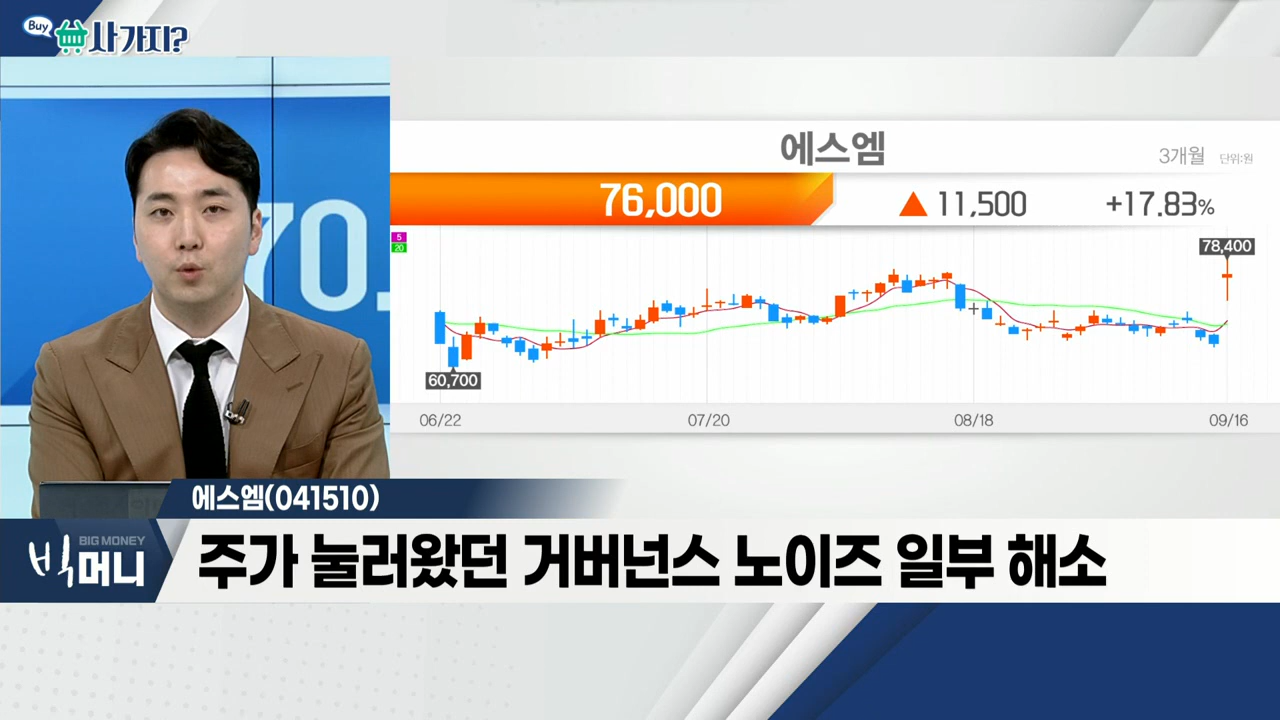 Buy
사 가지?
70.
에스엠
3개월 단위:원
76,000 ▲ 11,500 +17.83%
5
20
78,400
60,700
06/22 07/20 08/18 09/16
에스엠(041510)
BIG MONEY
빅머니
주가 눌러왔던 거버넌스 노이즈 일부 해소